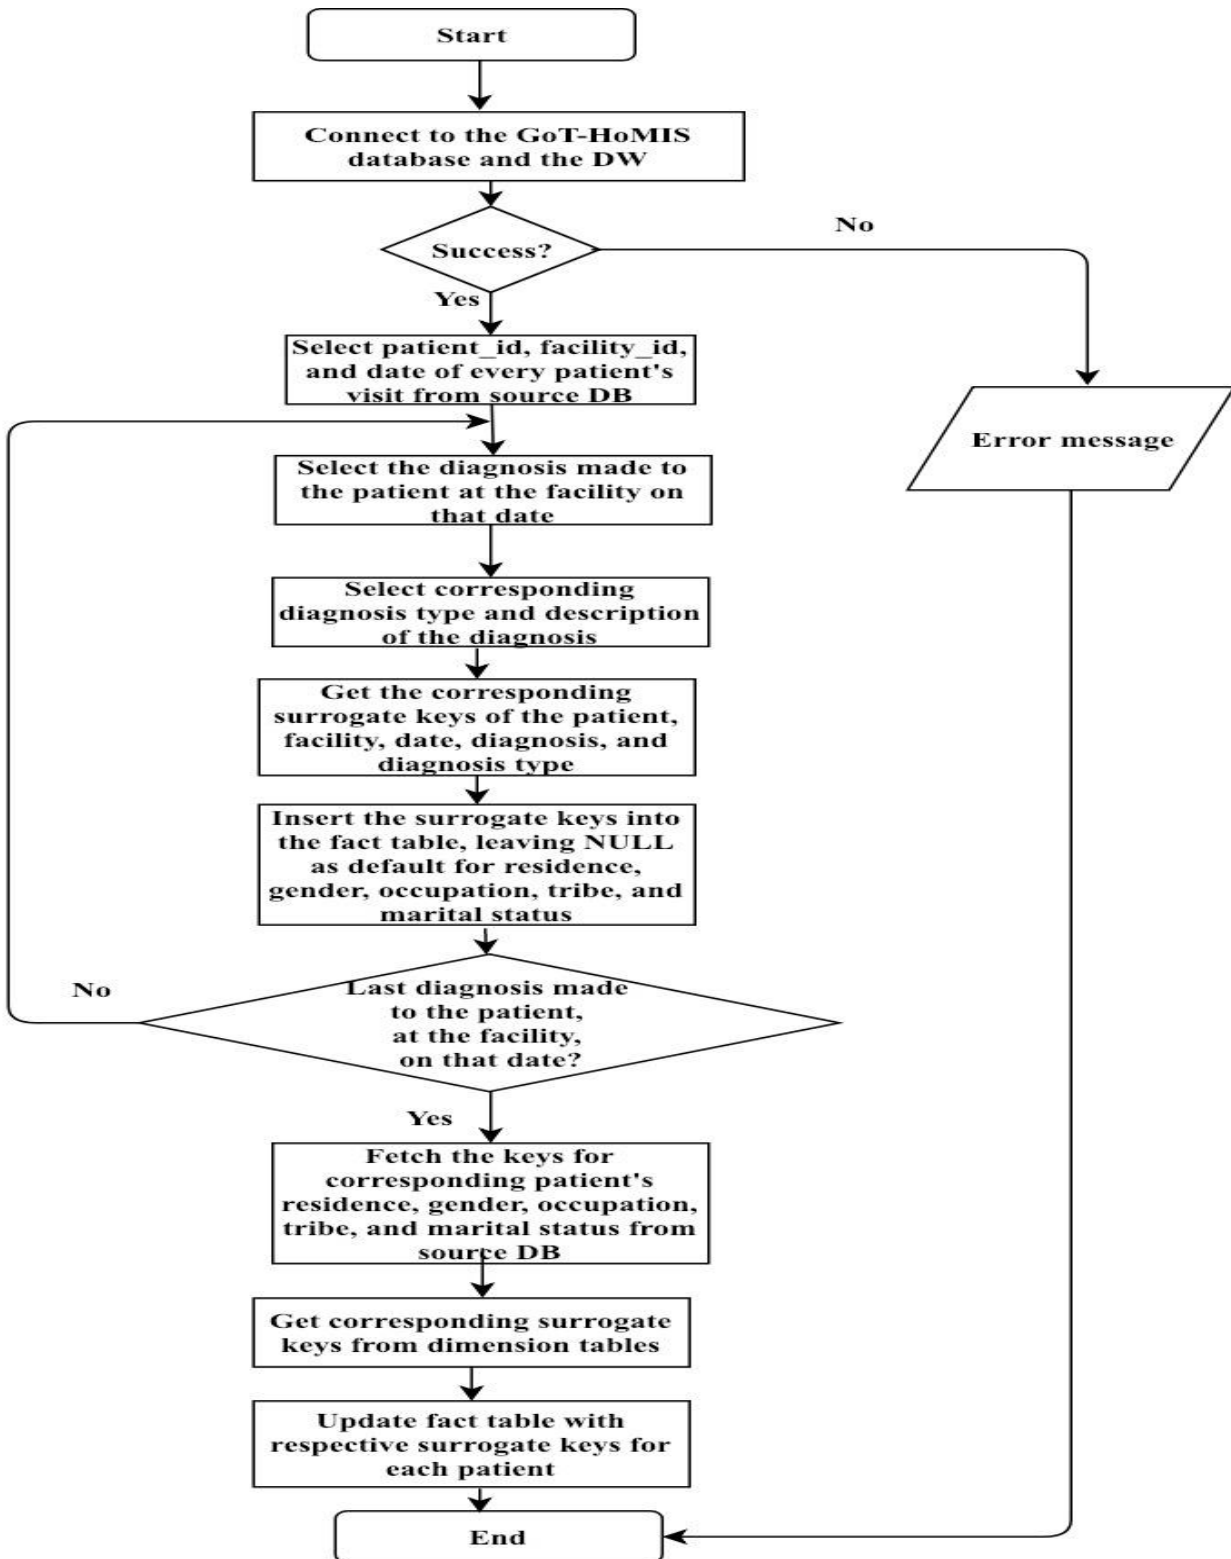 Start
Connect to the GoT-HoMIS
database and the DW
No
Success?
Yes
Select patient_id, facility_id,
and date of every patient's
visit from source DB
Error message
Select the diagnosis made to
the patient at the facility on
that date
Select corresponding
diagnosis type and description
of the diagnosis
Get the corresponding
surrogate keys of the patient,
facility, date, diagnosis, and
diagnosis type
Insert the surrogate keys into
the fact table, leaving NULL
as default for residence,
gender, occupation, tribe, and
marital status
No
Last diagnosis made
to the patient,
at the facility,
on that date?
Yes
Fetch the keys for
corresponding patient's
residence, gender, occupation,
tribe, and marital status from
source DB
Get corresponding surrogate
keys from dimension tables
Update fact table with
respective surrogate keys for
each patient
End